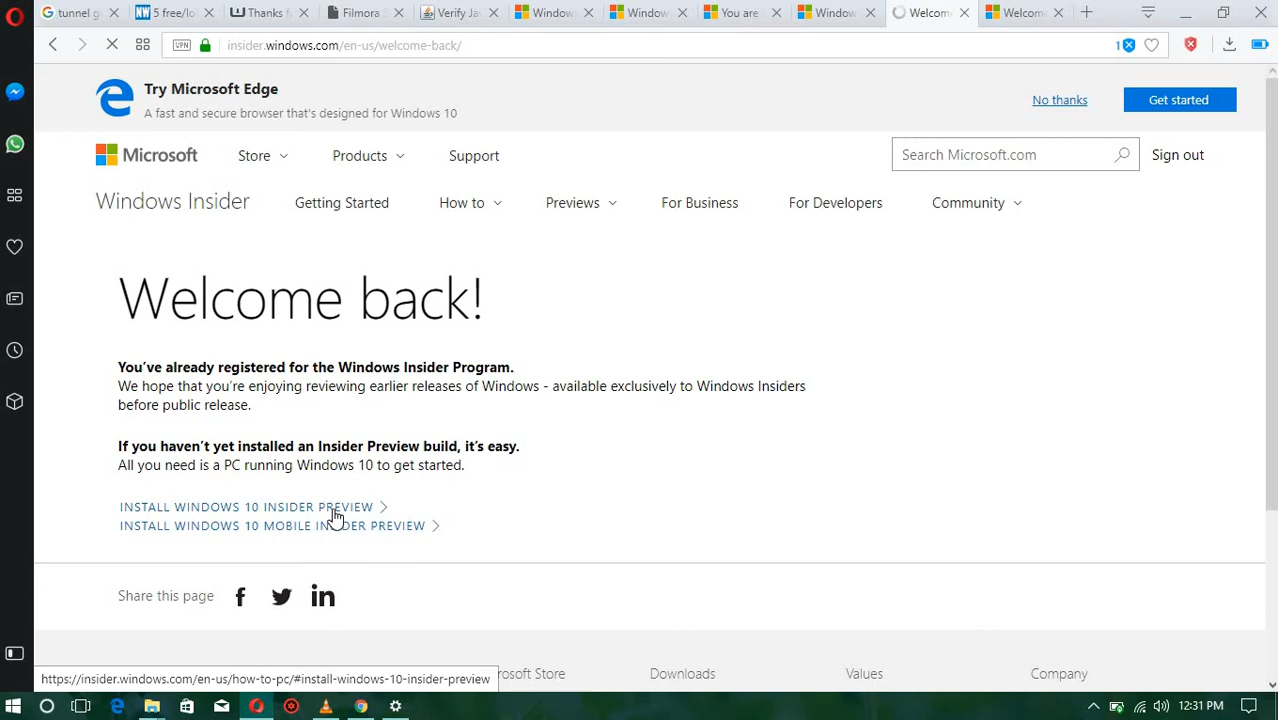 tunnel g
5 free/lo
Thanks f
Filmora S
Verify Ja
Window
Window
You are
Window
Welcom
Welcome
VPN
insider.windows.com/en-us/welcome-back/
1
Try Microsoft Edge
A fast and secure browser that's designed for Windows 10
No thanks
Get started
Microsoft
Store
Products
Support
Search Microsoft.com
Sign out
Windows Insider
Getting Started
How to
Previews
For Business
For Developers
Community
Welcome back!
You've already registered for the Windows Insider Program.
We hope that you're enjoying reviewing earlier releases of Windows - available exclusively to Windows Insiders
before public release.
If you haven't yet installed an Insider Preview build, it's easy.
All you need is a PC running Windows 10 to get started.
INSTALL WINDOWS 10 INSIDER PREVIEW
INSTALL WINDOWS 10 MOBILE INSIDER PREVIEW
Share this page
https://insider.windows.com/en-us/how-to-pc/#install-windows-10-insider-preview
rosoft Store
Downloads
Values
Company
12:31 PM